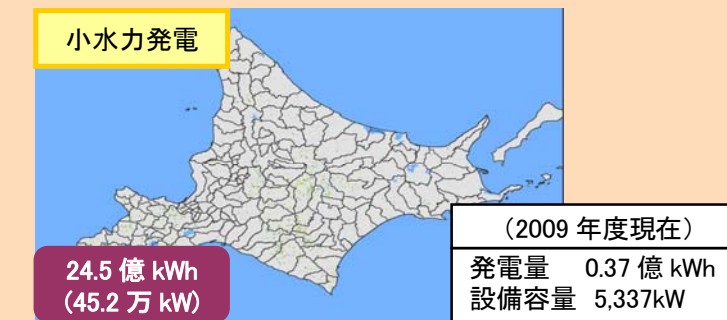 小水力発電
24.5 億 kWh
(45.2 万 kW)
（2009 年度現在）
発電量 0.37 億 kWh
設備容量 5,337kW